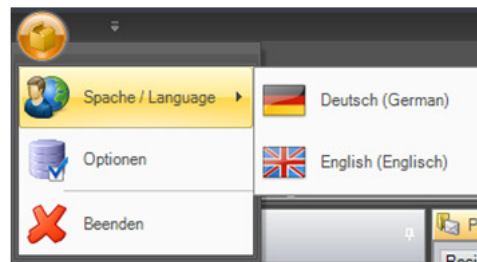 Spache / Language
Deutsch (German)
Optionen
English (Englisch)
Beenden